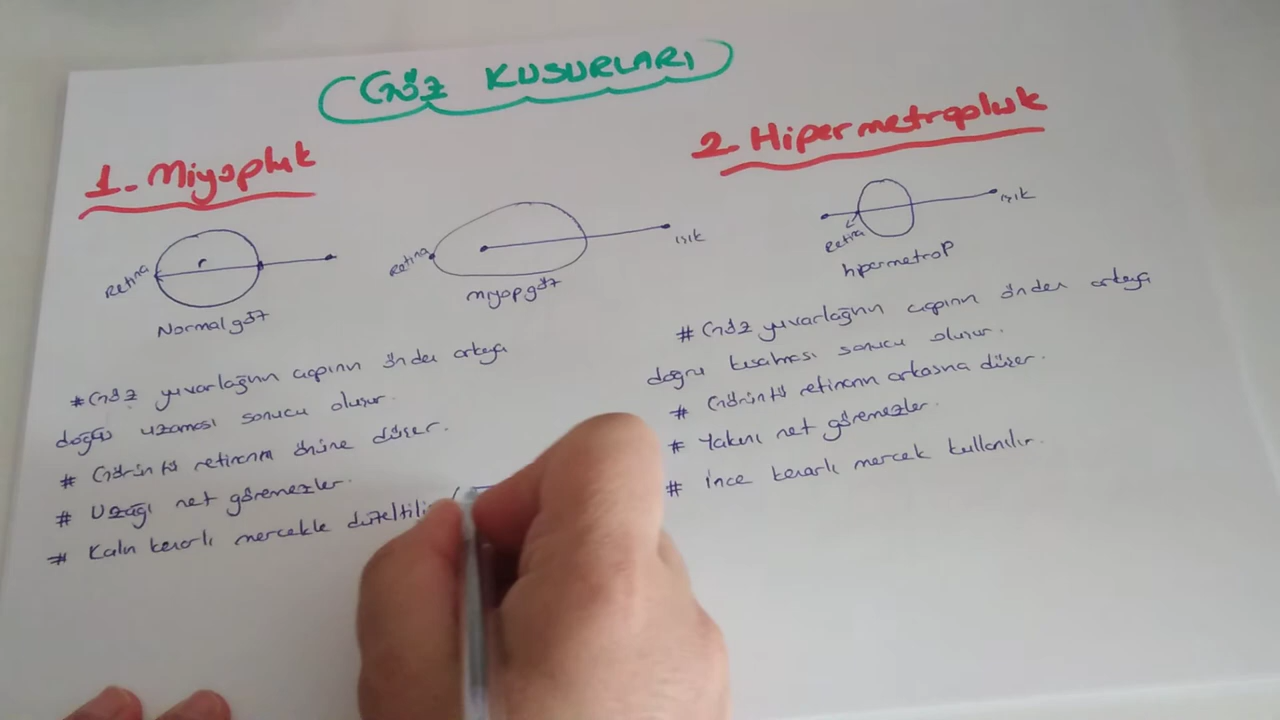 Göz KUSURLARI
1. Miyopluk
Retina
Normal göz
Retina
ışık
miyop göz
# Göz yuvarlağının çapının önden arkaya
doğru uzaması sonucu oluşur.
# Görüntü retinanın önüne düşer.
# Uzağı net göremezler.
# Kalın kenarlı mercekle düzeltili
2. Hipermetropluk
Retina
ışık
hipermetrop
# Göz yuvarlağının çapının önden arkaya
doğru kısalması sonucu oluşur.
# Görüntü retinanın arkasına düşer.
# Yakını net göremezler.
# İnce kenarlı mercek kullanılır.